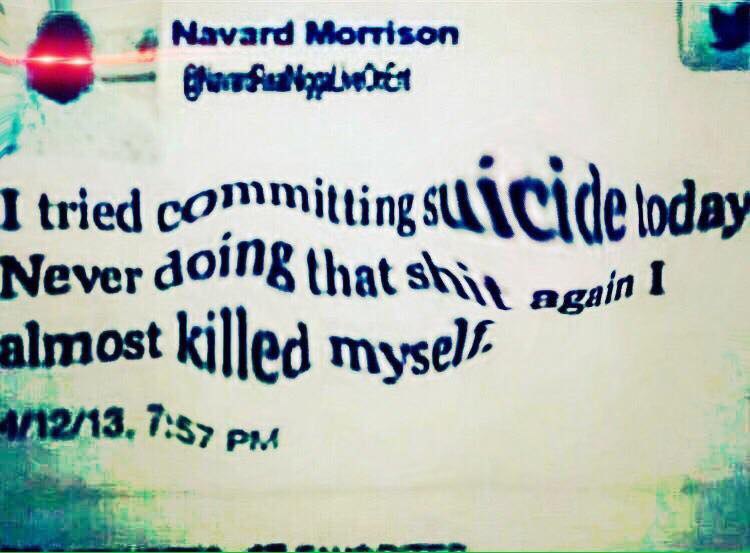 Navard Morrison
I tried committing suicide today
Never doing that shit again I
almost killed myself.
4/12/13, 7:57 PM